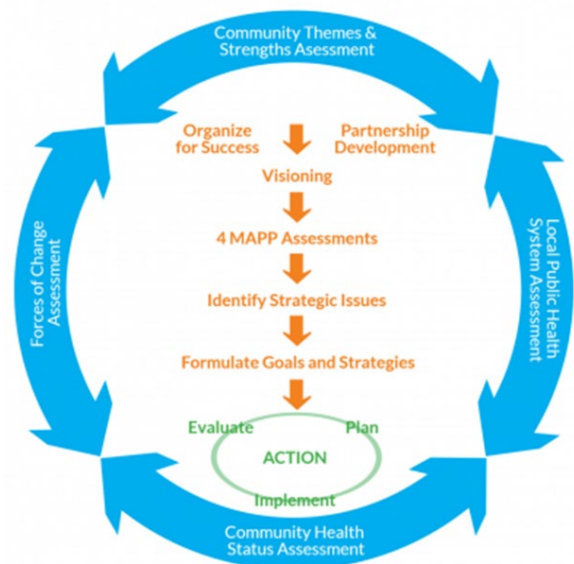 Community Themes &
Strengths Asessment
Organize
for Success
Partnership
Development
Visioning
4 MAPP Assessments
Identify Strategic Issues
Formulate Goals and Strategies
Evaluate
Plan
ACTION
Implement
Forces of Change
Assessment
Local Public Health
System Assessment
Community Health
Status Assessment